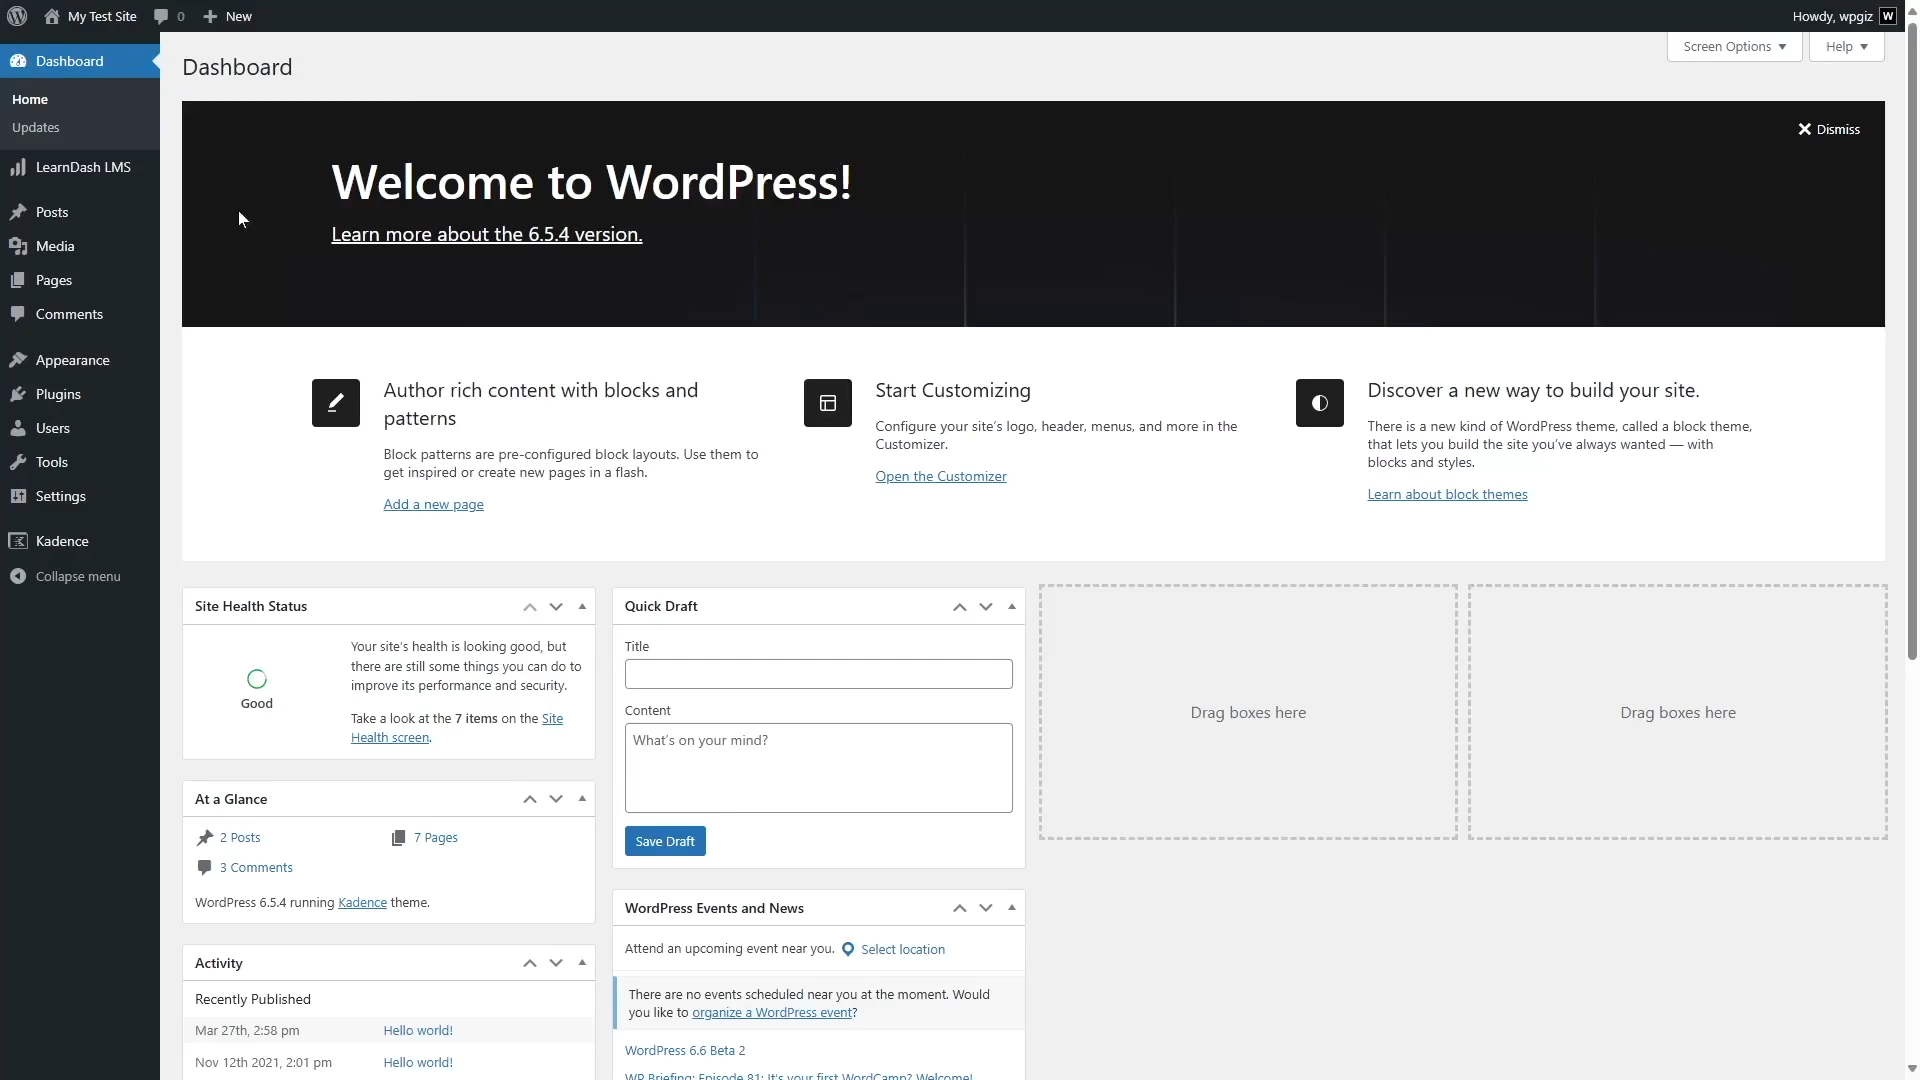 My Test Site
0
New
Howdy, wpgiz
W
Screen Options
Help
Dashboard
Home
Updates
LearnDash LMS
Posts
Media
Pages
Comments
Appearance
Plugins
Users
Tools
Settings
Kadence
Collapse menu
Dashboard
Dismiss
Welcome to WordPress!
Learn more about the 6.5.4 version.
Author rich content with blocks and
patterns
Block patterns are pre-configured block layouts. Use them to
get inspired or create new pages in a flash.
Add a new page
Start Customizing
Configure your site's logo, header, menus, and more in the
Customizer.
Open the Customizer
Discover a new way to build your site.
There is a new kind of WordPress theme, called a block theme,
that lets you build the site you've always wanted — with
blocks and styles.
Learn about block themes
Site Health Status
Good
Your site's health is looking good, but
there are still some things you can do to
improve its performance and security.
Take a look at the 7 items on the Site
Health screen.
At a Glance
2 Posts
7 Pages
3 Comments
WordPress 6.5.4 running Kadence theme.
Activity
Recently Published
Mar 27th, 2:58 pm
Hello world!
Nov 12th 2021, 2:01 pm
Hello world!
Quick Draft
Title
Content
What's on your mind?
Save Draft
WordPress Events and News
Attend an upcoming event near you.
Select location
There are no events scheduled near you at the moment. Would
you like to organize a WordPress event?
WordPress 6.6 Beta 2
WP Briefing: Episode 81: It's your first WordCamp? Welcome!
Drag boxes here
Drag boxes here